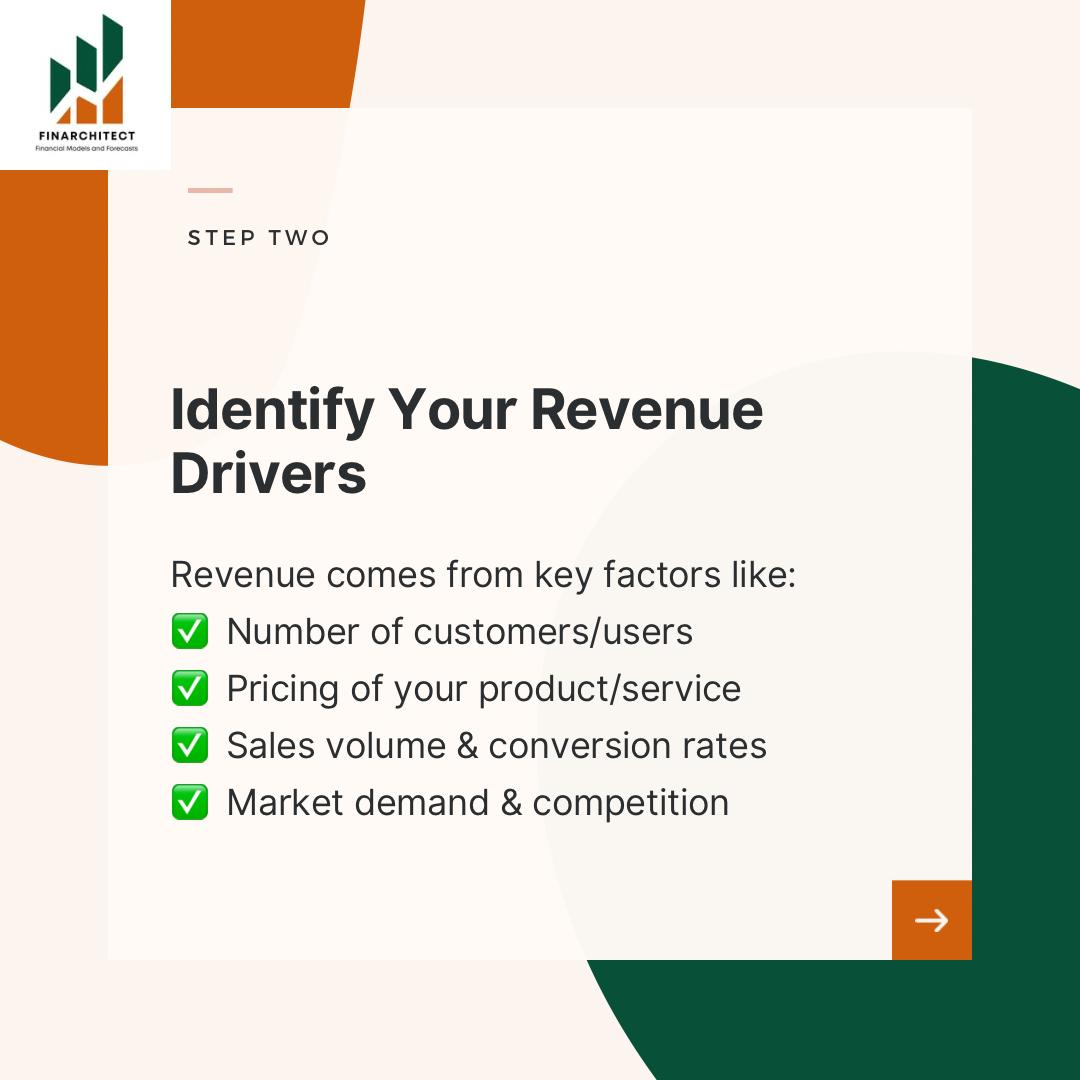 FINARCHITECT
Financial Models and Forecasts
STEP TWO
Identify Your Revenue
Drivers
Revenue comes from key factors like:
✅ Number of customers/users
✅ Pricing of your product/service
✅ Sales volume & conversion rates
✅ Market demand & competition